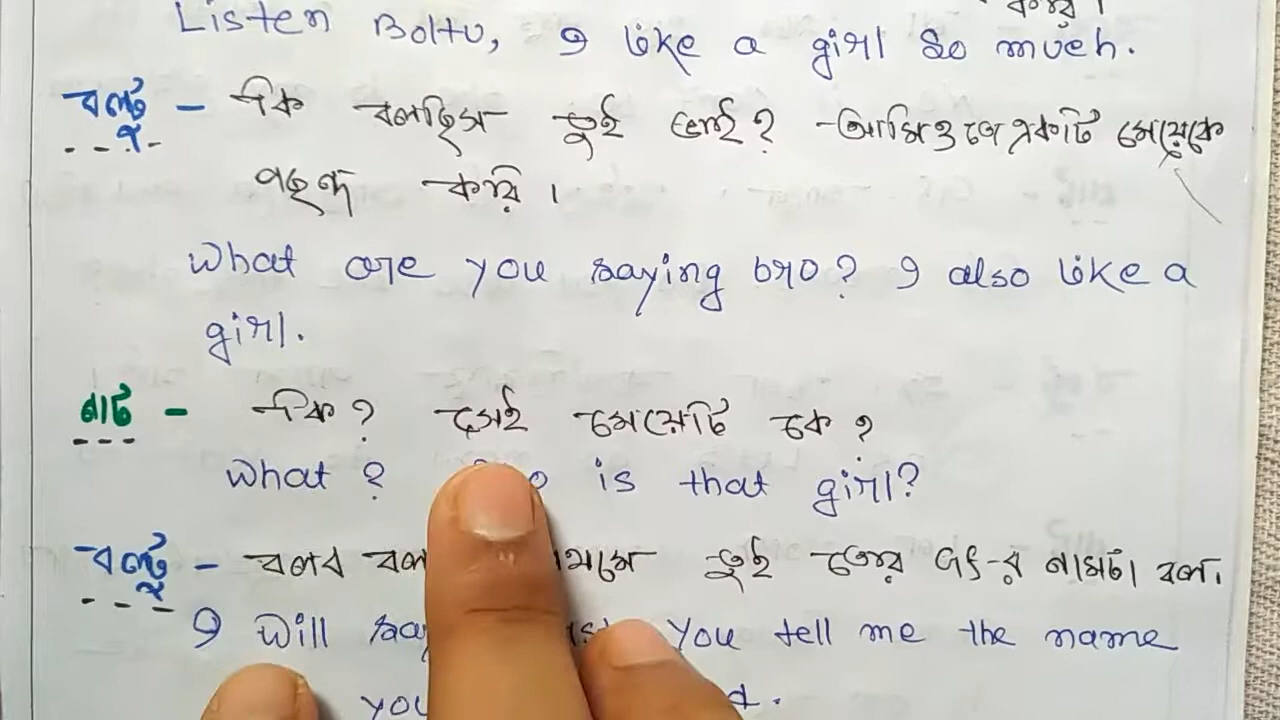 করি।
Listen Boltu, I like a girl so much.
বল্টু - কি বলছিস তুই ভাই? আমিও তো একটি মেয়েকে
পছন্দ করি।
What are you saying bro? I also like a
girl.
নাট - কি? সেই মেয়েটি কে?
What? is that girl?
বল্টু - বলব তুই তোর GF-র নামটা বল।
I will you tell me the name